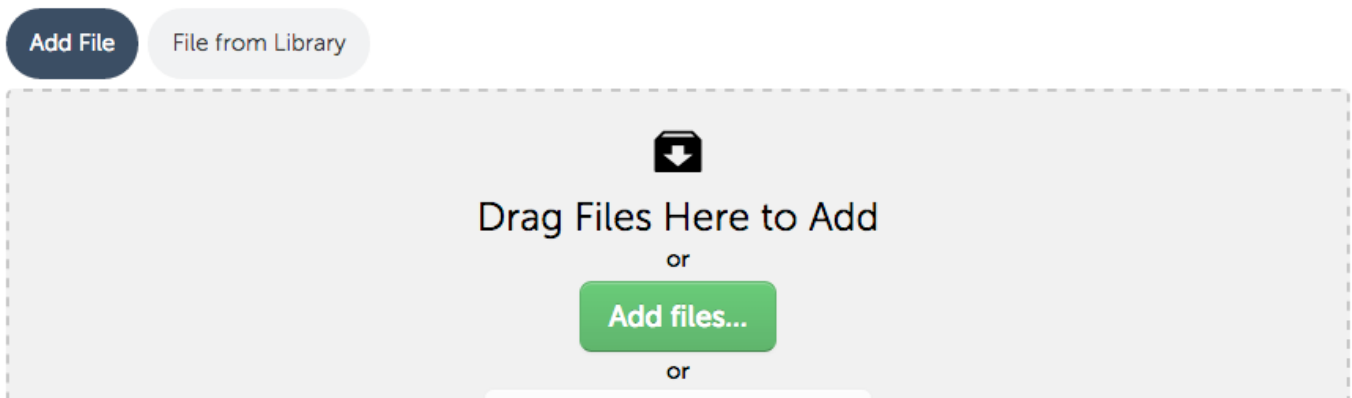 Add File
File from Library
Drag Files Here to Add
or
Add files...
or